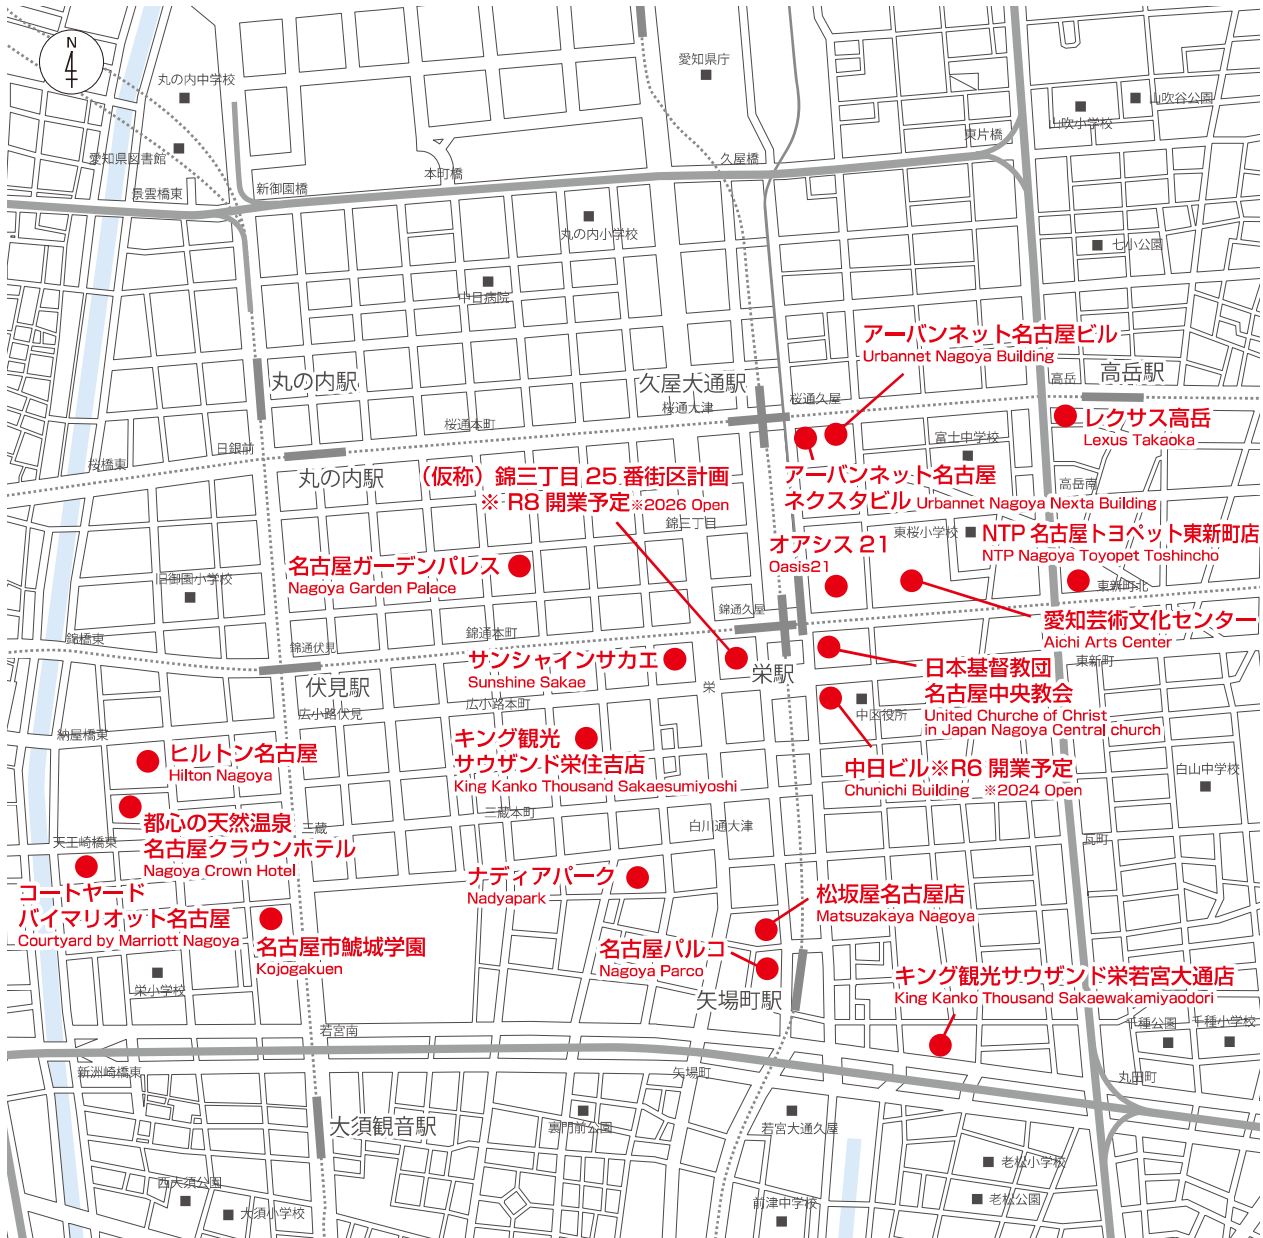 N
丸の内中学校
愛知県庁
山吹谷公園
山吹小学校
東片橋
愛知県図書館
久屋橋
本町橋
新御園橋
景雲橋東
丸の内小学校
七小公園
中日病院
アーバンネット名古屋ビル
Urbannet Nagoya Building
丸の内駅
久屋大通駅
高岳
高岳駅
桜通大津
桜通久屋
桜通本町
レクサス高岳
Lexus Takaoka
日銀前
桜橋東
富士中学校
丸の内駅
(仮称)錦三丁目 25 番街区計画
※ R8 開業予定※2026 Open
アーバンネット名古屋
ネクスタビル Urbannet Nagoya Nexta Building
高岳南
錦三丁目
東桜小学校
NTP 名古屋トヨペット東新町店
NTP Nagoya Toyopet Toshincho
オアシス 21
Oasis21
名古屋ガーデンパレス
Nagoya Garden Palace
旧御園小学校
東新町北
錦通久屋
愛知芸術文化センター
Aichi Arts Center
錦橋東
錦通伏見
錦通本町
サンシャインサカエ
Sunshine Sakae
栄駅
日本基督教団
名古屋中央教会
United Churche of Christ
in Japan Nagoya Central church
東新町
伏見駅
栄
広小路本町
広小路伏見
中区役所
納屋橋東
ヒルトン名古屋
Hilton Nagoya
キング観光
サウザンド栄住吉店
King Kanko Thousand Sakaesumiyoshi
中日ビル※R6 開業予定
Chunichi Building ※2024 Open
白山中学校
三蔵本町
白川通大津
三蔵
都心の天然温泉
名古屋クラウンホテル
Nagoya Crown Hotel
天王崎橋東
瓦町
コートヤード
バイマリオット名古屋
Courtyard by Marriott Nagoya
ナディアパーク
Nadyapark
松坂屋名古屋店
Matsuzakaya Nagoya
名古屋市鯱城学園
Kojogakuen
名古屋パルコ
Nagoya Parco
栄小学校
矢場町駅
キング観光サウザンド栄若宮大通店
King Kanko Thousand Sakaewakamiyaodori
千種公園
千種小学校
若宮南
新洲崎橋東
矢場町
丸田町
大須観音駅
裏門前公園
若宮大通久屋
老松小学校
西大須公園
大須小学校
前津中学校
老松公園